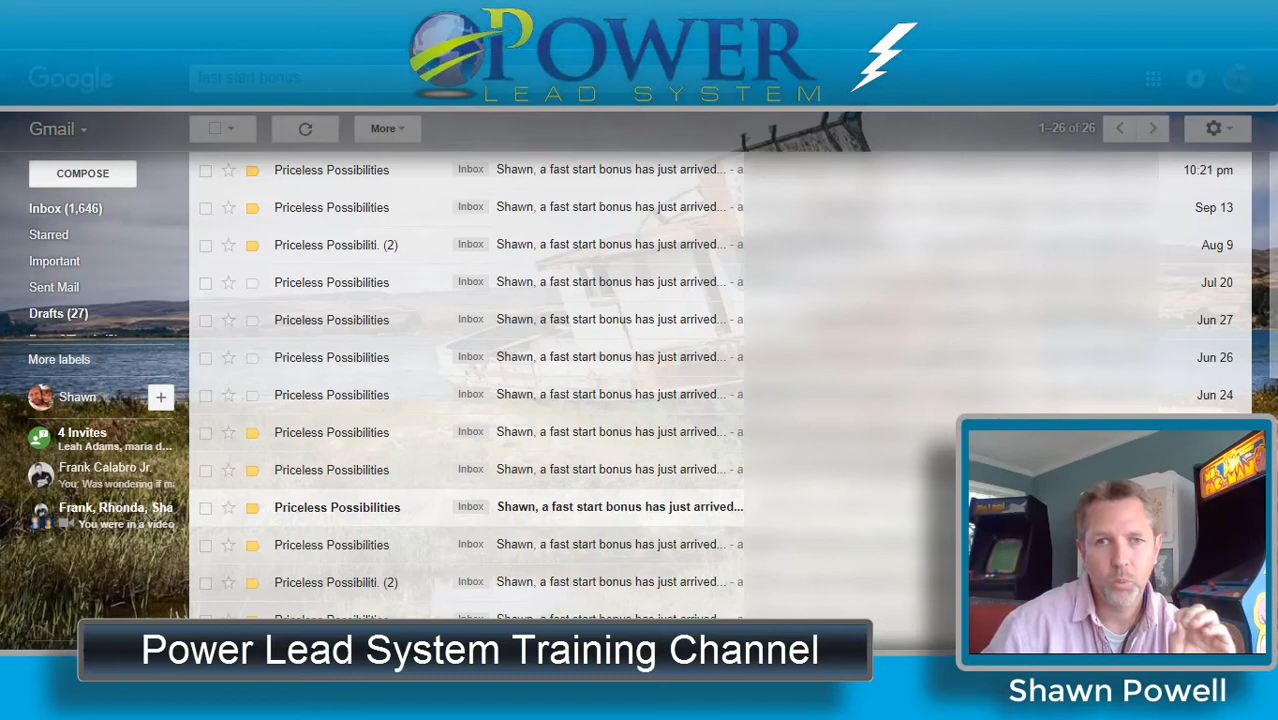 POWER
LEAD SYSTEM
Google
fast start bonus
Gmail
More
1–26 of 26
COMPOSE
Inbox (1,646)
Starred
Important
Sent Mail
Drafts (27)
More labels
Shawn
4 Invites
Leah Adams, maria d...
Frank Calabro Jr.
You: Was wondering if m
Frank, Rhonda, Sha
You were in a video
Priceless Possibilities Inbox Shawn, a fast start bonus has just arrived... - a 10:21 pm
Priceless Possibilities Inbox Shawn, a fast start bonus has just arrived... - a Sep 13
Priceless Possibiliti. (2) Inbox Shawn, a fast start bonus has just arrived... - a Aug 9
Priceless Possibilities Inbox Shawn, a fast start bonus has just arrived... - a Jul 20
Priceless Possibilities Inbox Shawn, a fast start bonus has just arrived... - a Jun 27
Priceless Possibilities Inbox Shawn, a fast start bonus has just arrived... - a Jun 26
Priceless Possibilities Inbox Shawn, a fast start bonus has just arrived... - a Jun 24
Priceless Possibilities Inbox Shawn, a fast start bonus has just arrived... - a
Priceless Possibilities Inbox Shawn, a fast start bonus has just arrived... - a
Priceless Possibilities Inbox Shawn, a fast start bonus has just arrived...
Priceless Possibilities Inbox Shawn, a fast start bonus has just arrived... - a
Priceless Possibiliti. (2) Inbox Shawn, a fast start bonus has just arrived... - a
Power Lead System Training Channel
Shawn Powell